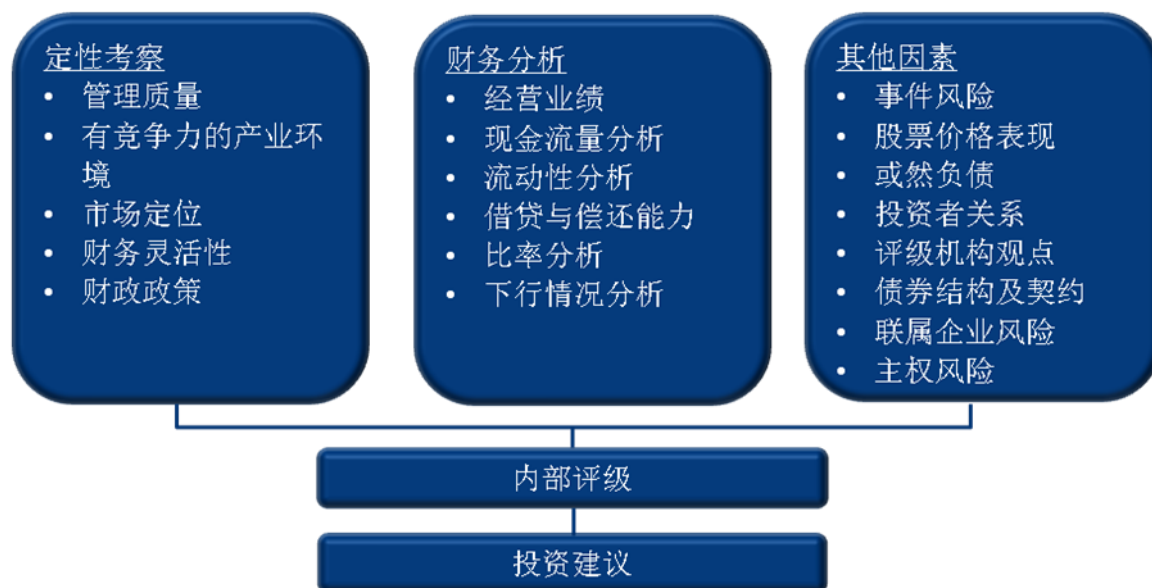 定性考察
• 管理质量
• 有竞争力的产业环
境
• 市场定位
• 财务灵活性
• 财政政策
财务分析
• 经营业绩
• 现金流量分析
• 流动性分析
• 借贷与偿还能力
• 比率分析
• 下行情况分析
其他因素
• 事件风险
• 股票价格表现
• 或然负债
• 投资者关系
• 评级机构观点
• 债券结构及契约
• 联属企业风险
• 主权风险
内部评级
投资建议